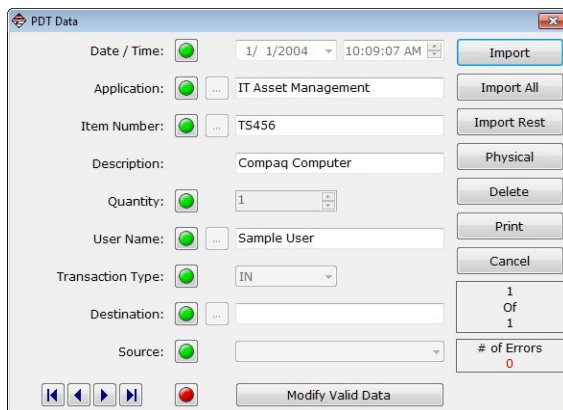 PDT Data
Date / Time: 1/ 1/2004 10:09:07 AM Import
Application: ... IT Asset Management Import All
Item Number: ... TS456 Import Rest
Description: Compaq Computer Physical
Quantity: 1 Delete
User Name: ... Sample User Print
Transaction Type: IN Cancel
Destination: ...
1
Of
1
Source:
# of Errors
0
Modify Valid Data